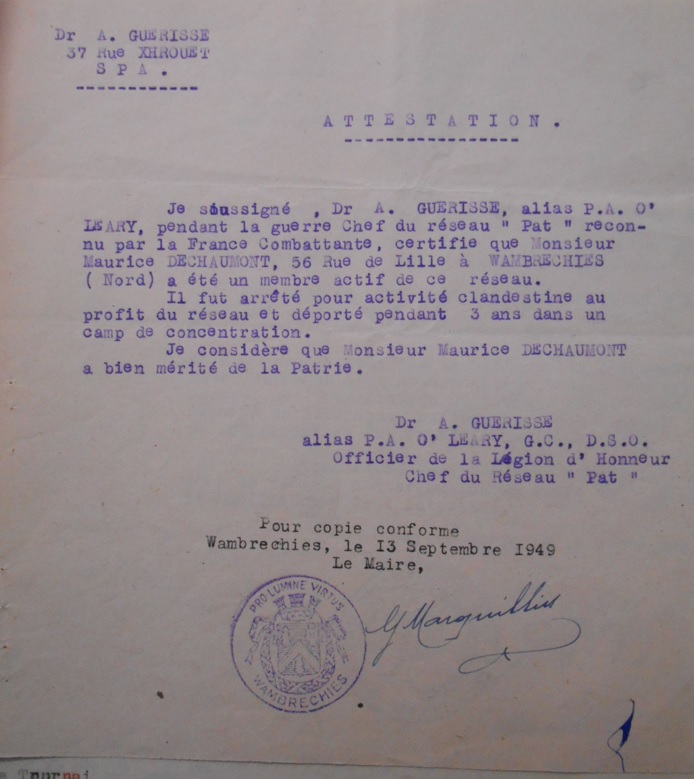 Dr A. GUERISSE
37 Rue XHROUET
S P A .
A T T E S T A T I O N .
Je soussigné , Dr A. GUERISSE, alias P.A. O'
LEARY, pendant la guerre Chef du réseau " Pat " recon-
nu par la France Combattante, certifie que Monsieur
Maurice DECHAUMONT, 56 Rue de Lille à WAMBRECHIES
( Nord) a été un membre actif de ce réseau.
Il fut arrêté pour activité clandestine au
profit du réseau et déporté pendant 3 ans dans un
camp de concentration.
Je considère que Monsieur Maurice DECHAUMONT
a bien mérité de la Patrie.
Dr A. GUERISSE
alias P.A. O' LEARY, G.C., D.S.O.
Officier de la Légion d' Honneur
Chef du Réseau " Pat "
Pour copie conforme
Wambrechies, le 13 Septembre 1949
Le Maire,
PRO LUMINE VIRTUS
WAMBRECHIES
Tournai